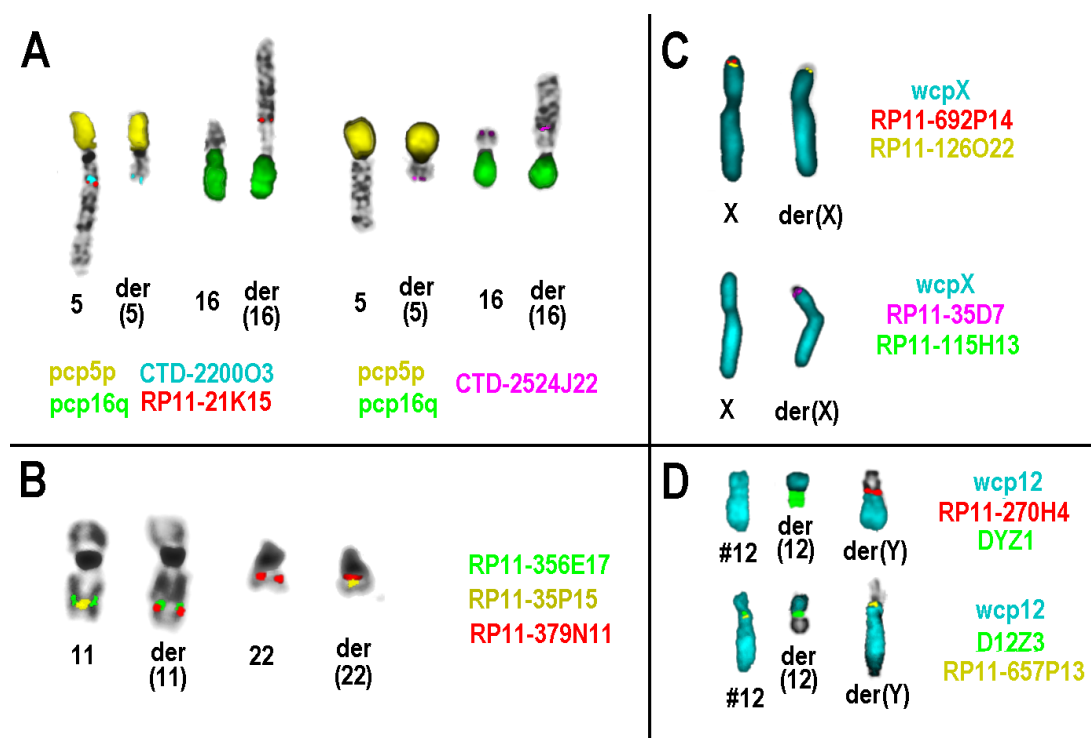 A
5
der
(5)
16
der
(16)
5
der
(5)
16
der
(16)
pcp5p
pcp16q
CTD-2200O3
RP11-21K15
pcp5p
pcp16q
CTD-2524J22
B
11
der
(11)
22
der
(22)
RP11-356E17
RP11-35P15
RP11-379N11
C
X
der(X)
wcpX
RP11-692P14
RP11-126O22
X
der(X)
wcpX
RP11-35D7
RP11-115H13
D
#12
der
(12)
der(Y)
wcp12
RP11-270H4
DYZ1
#12
der
(12)
der(Y)
wcp12
D12Z3
RP11-657P13